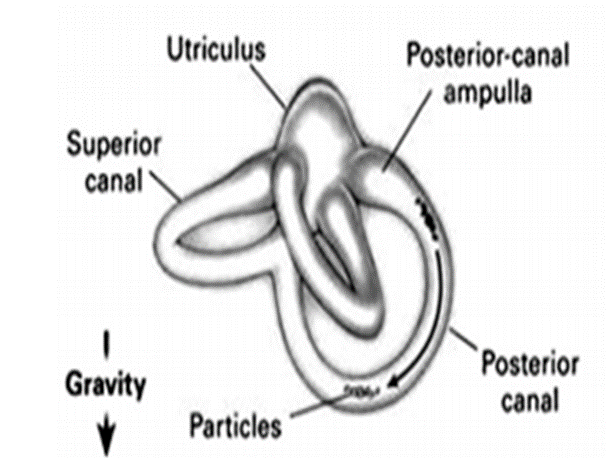 Utriculus
Posterior-canal
ampulla
Superior
canal
Gravity
Posterior
canal
Particles